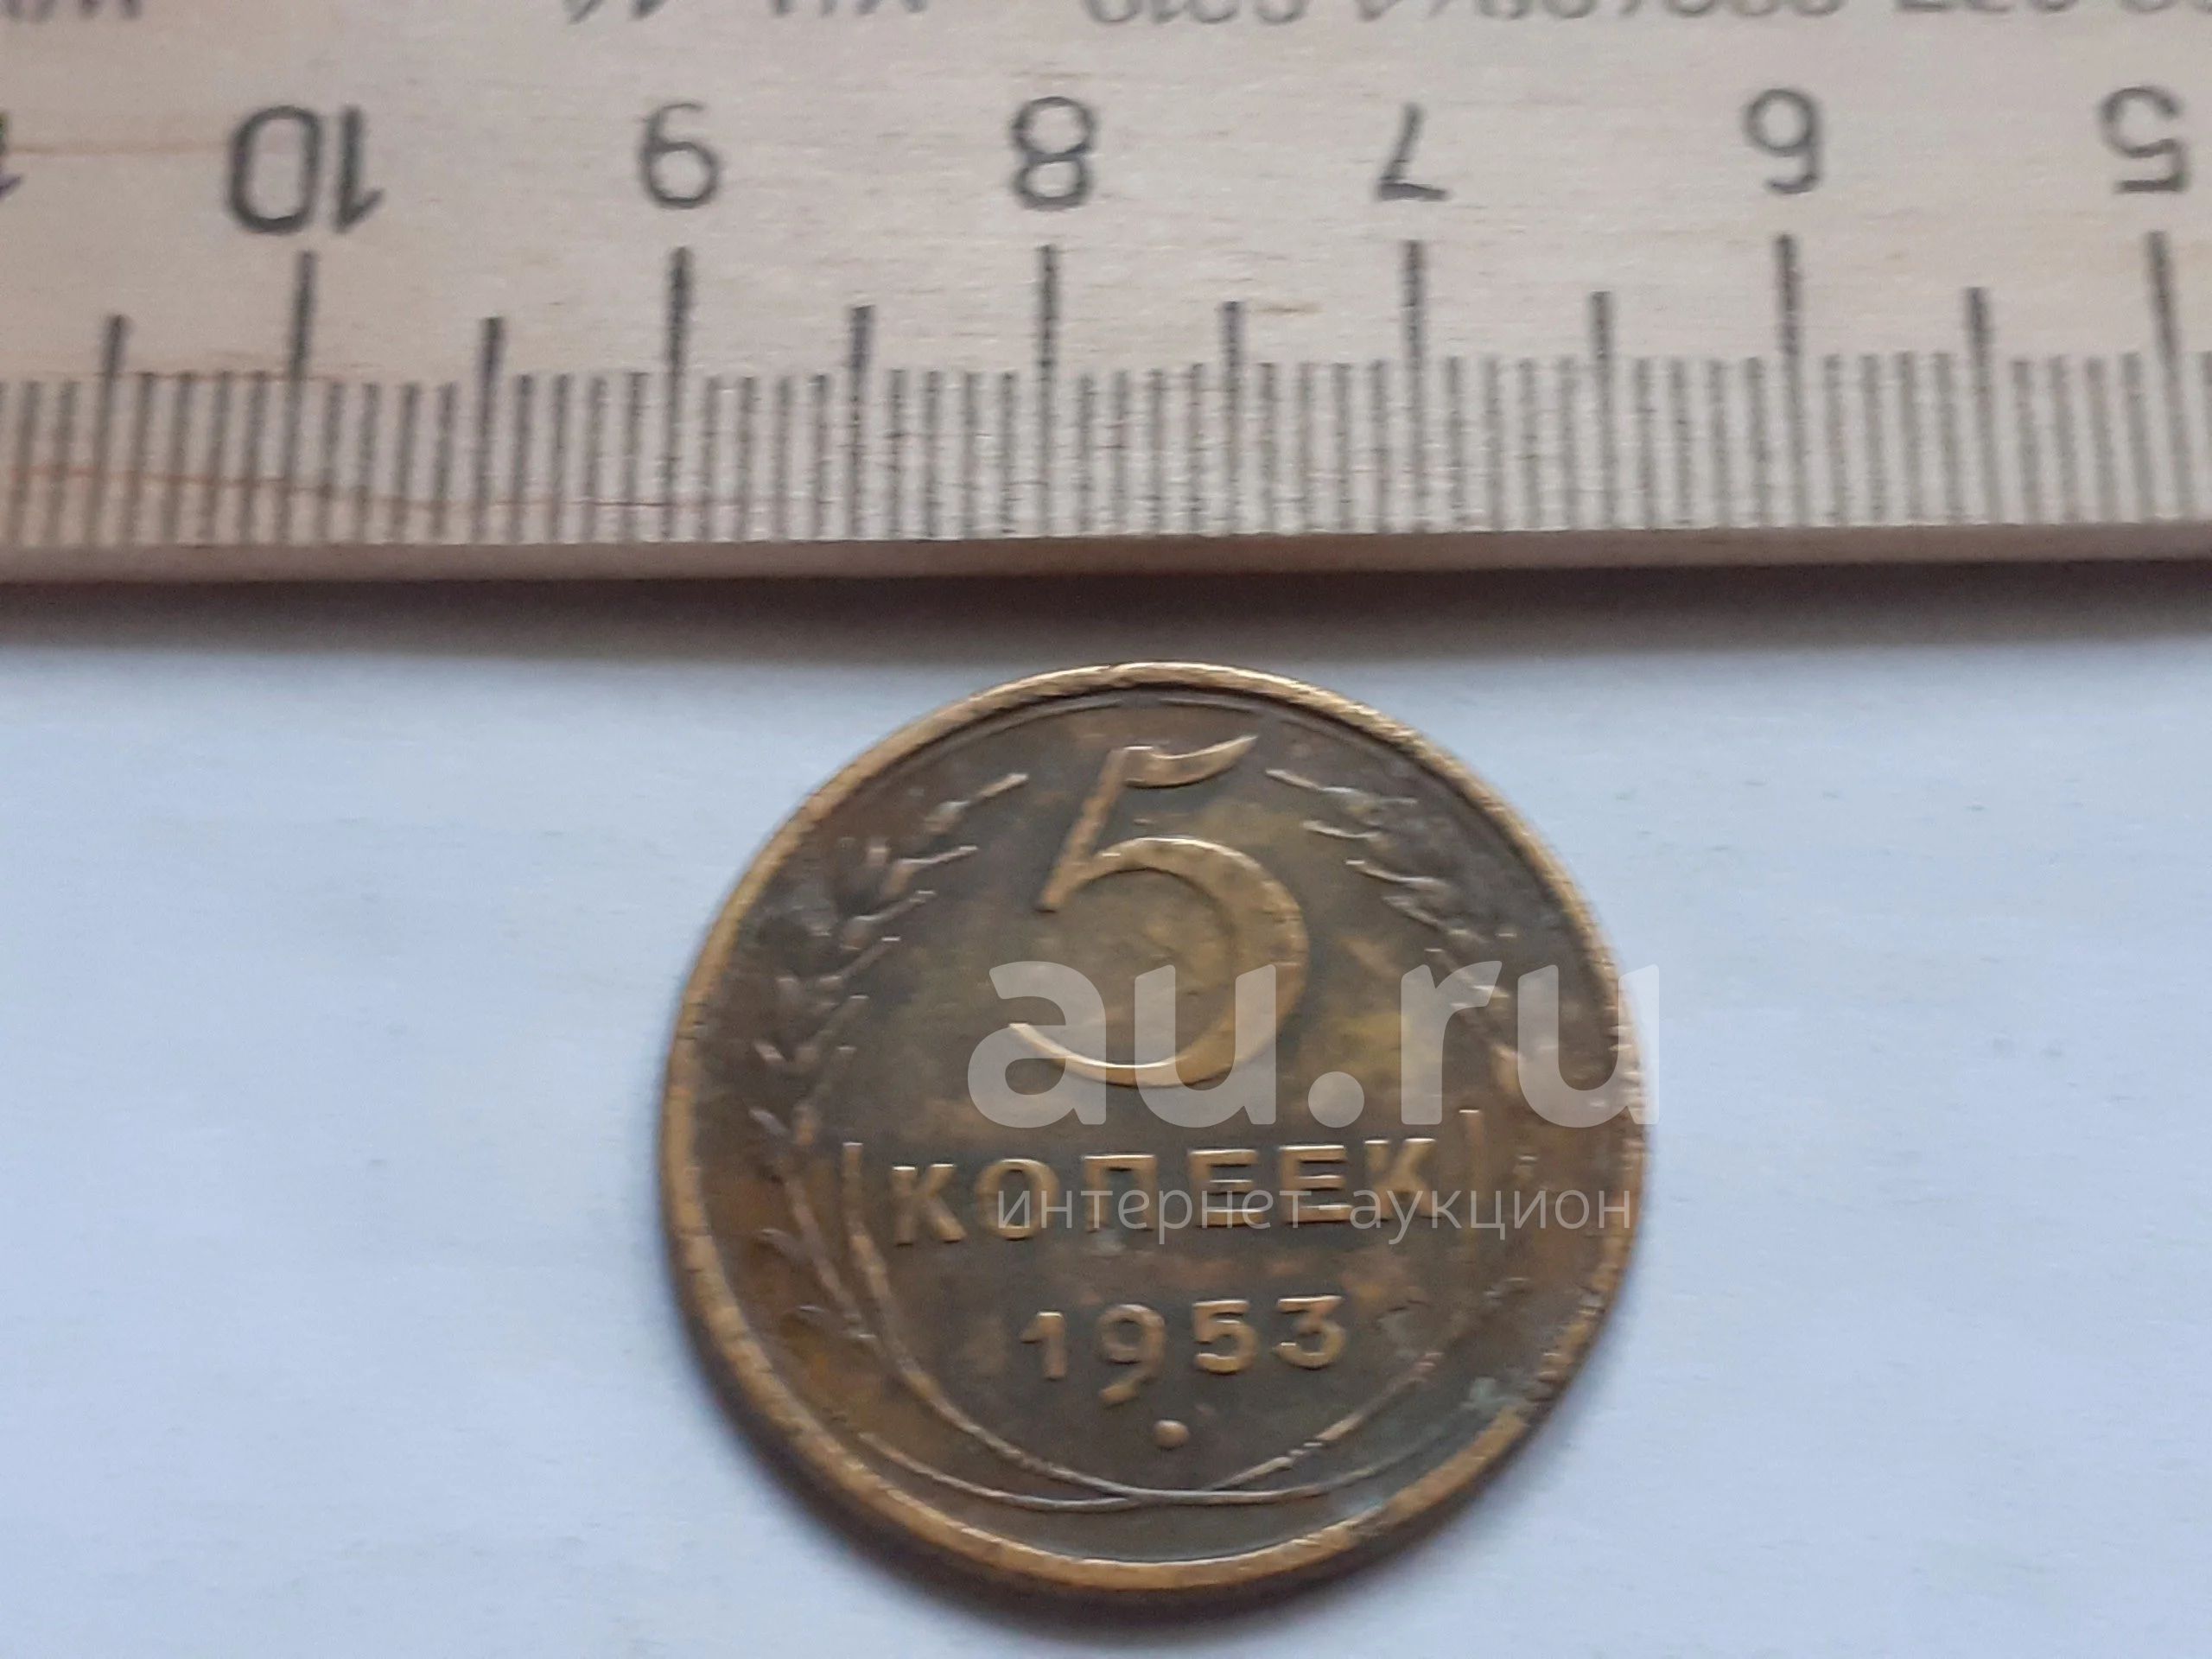 10 9 8 7 6 5
5
КОПЕЕК
1953
au.ru
интернет-аукцион